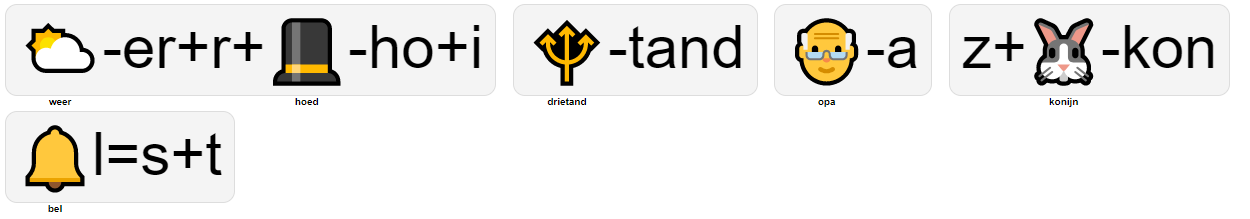 -er+r+ -ho+i -tand -a z+ -kon
weer hoed drietand opa konijn
l=s+t
bel